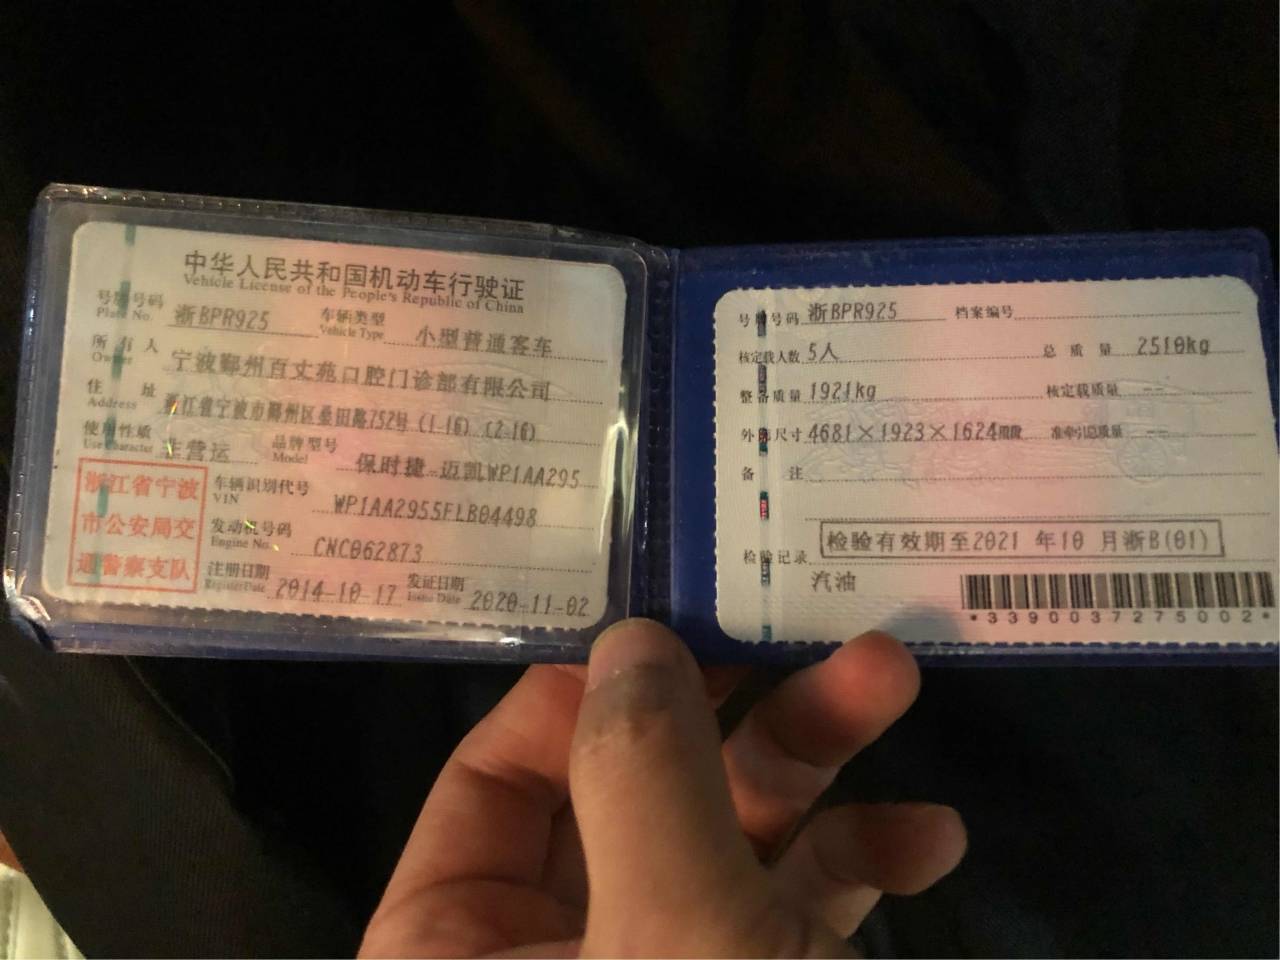 中华人民共和国机动车行驶证
Vehicle License of the People's Republic of China
号牌号码 浙BPR925 车辆类型 小型普通客车
Plate No. Vehicle Type
所有人 宁波鄞州百丈苑口腔门诊部有限公司
Owner
住址 浙江省宁波市鄞州区桑田路752号 (1-16) (2-16)
Address
使用性质 非营运 品牌型号 保时捷 迈凯WP1AA295
Use Character Model
浙江省宁波
市公安局交
通警察支队
车辆识别代号 WP1AA2955FLB04498
VIN
发动机号码 CNC062873
Engine No.
注册日期 2014-10-17 发证日期 2020-11-02
Register Date Issue Date
号牌号码 浙BPR925 档案编号
核定载人数 5人 总质量 2510kg
整备质量 1921kg 核定载质量 --
外廓尺寸 4681×1923×1624mm 准牵引总质量 --
备注
检验记录 检验有效期至2021 年10 月浙B(01)
汽油
*3390037275002*